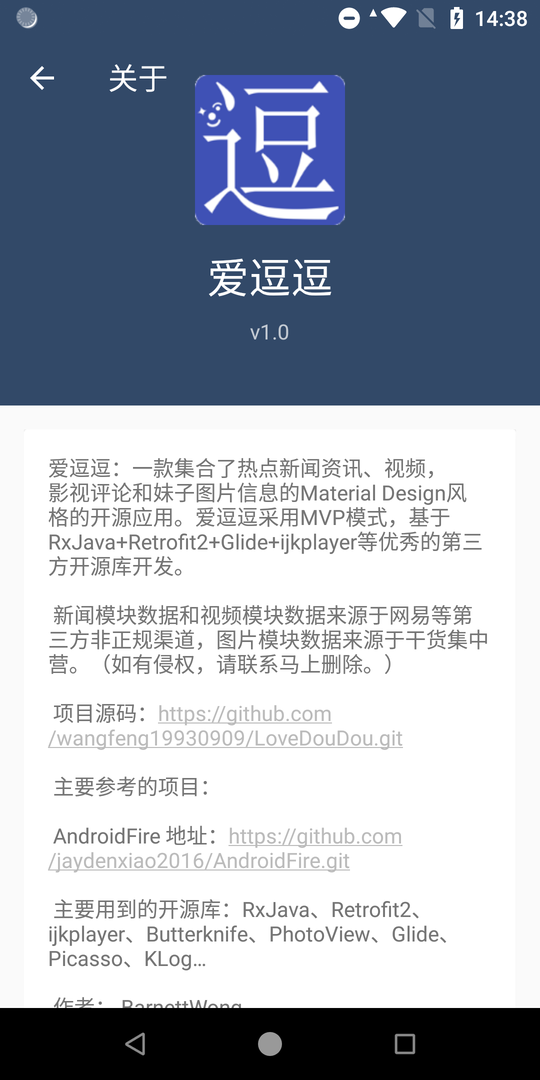 14:38
关于
逗
爱逗逗
v1.0
爱逗逗：一款集合了热点新闻资讯、视频，
影视评论和妹子图片信息的Material Design风
格的开源应用。爱逗逗采用MVP模式，基于
RxJava+Retrofit2+Glide+ijkplayer等优秀的第三
方开源库开发。
新闻模块数据和视频模块数据来源于网易等第
三方非正规渠道，图片模块数据来源于干货集中
营。（如有侵权，请联系马上删除。）
项目源码：https://github.com
/wangfeng19930909/LoveDouDou.git
主要参考的项目：
AndroidFire 地址：https://github.com
/jaydenxiao2016/AndroidFire.git
主要用到的开源库：RxJava、Retrofit2、
ijkplayer、Butterknife、PhotoView、Glide、
Picasso、KLog…
作者： BarnettWong